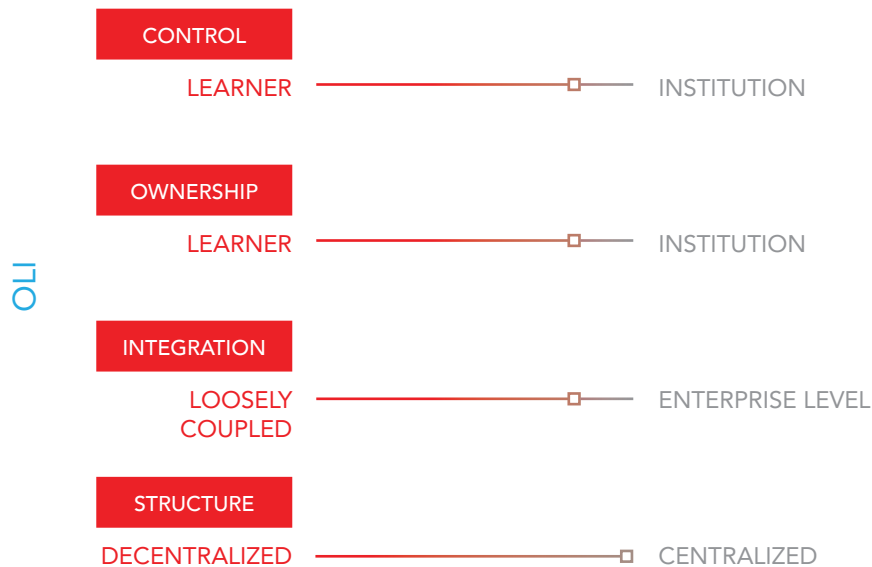 OLI
CONTROL
LEARNER
INSTITUTION
OWNERSHIP
LEARNER
INSTITUTION
INTEGRATION
LOOSELY
COUPLED
ENTERPRISE LEVEL
STRUCTURE
DECENTRALIZED
CENTRALIZED